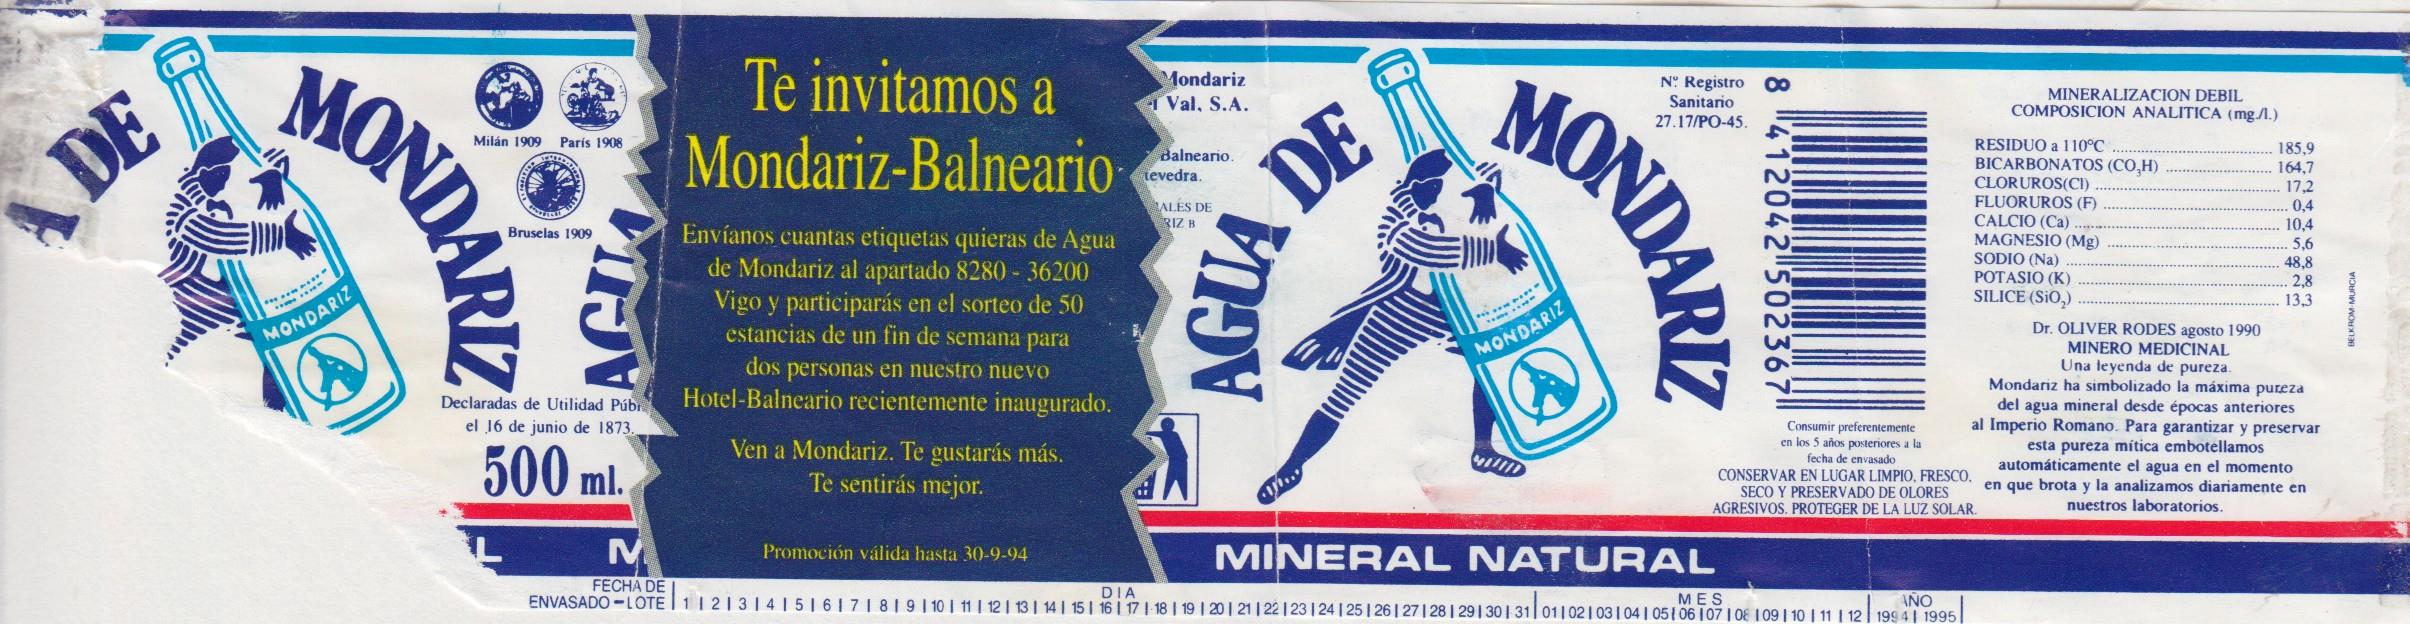 A DE MONDARIZ
MONDARIZ
Milán 1909 París 1908
Bruselas 1909
AGUA
Declaradas de Utilidad Públ
el 16 de junio de 1873.
500 ml.
L M
Te invitamos a
Mondariz-Balneario
Envíanos cuantas etiquetas quieras de Agua
de Mondariz al apartado 8280 - 36200
Vigo y participarás en el sorteo de 50
estancias de un fin de semana para
dos personas en nuestro nuevo
Hotel-Balneario recientemente inaugurado.
Ven a Mondariz. Te gustarás más.
Te sentirás mejor.
Promoción válida hasta 30-9-94
Mondariz
l Val, S.A.
Balneario.
tevedra.
ALES DE
RIZ B
AGUA DE MONDARIZ
MONDARIZ
Nº Registro
Sanitario
27.17/PO-45.
8 412042 502367
Consumir preferentemente
en los 5 años posteriores a la
fecha de envasado
CONSERVAR EN LUGAR LIMPIO, FRESCO,
SECO Y PRESERVADO DE OLORES
AGRESIVOS. PROTEGER DE LA LUZ SOLAR.
MINERALIZACION DEBIL
COMPOSICION ANALITICA (mg./l.)
RESIDUO a 110ºC 185,9
BICARBONATOS (CO₃H) 164,7
CLORUROS(Cl) 17,2
FLUORUROS (F) 0,4
CALCIO (Ca) 10,4
MAGNESIO (Mg) 5,6
SODIO (Na) 48,8
POTASIO (K) 2,8
SILICE (SiO₂) 13,3
Dr. OLIVER RODES agosto 1990
MINERO MEDICINAL
Una leyenda de pureza.
Mondariz ha simbolizado la máxima pureza
del agua mineral desde épocas anteriores
al Imperio Romano. Para garantizar y preservar
esta pureza mítica embotellamos
automáticamente el agua en el momento
en que brota y la analizamos diariamente en
nuestros laboratorios.
BELKROM-MURCIA
MINERAL NATURAL
FECHA DE
ENVASADO - LOTE
DIA
1 2 3 4 5 6 7 8 9 10 11 12 13 14 15 16 17 18 19 20 21 22 23 24 25 26 27 28 29 30 31
MES
01 02 03 04 05 06 07 08 09 10 11 12
AÑO
1994 1995